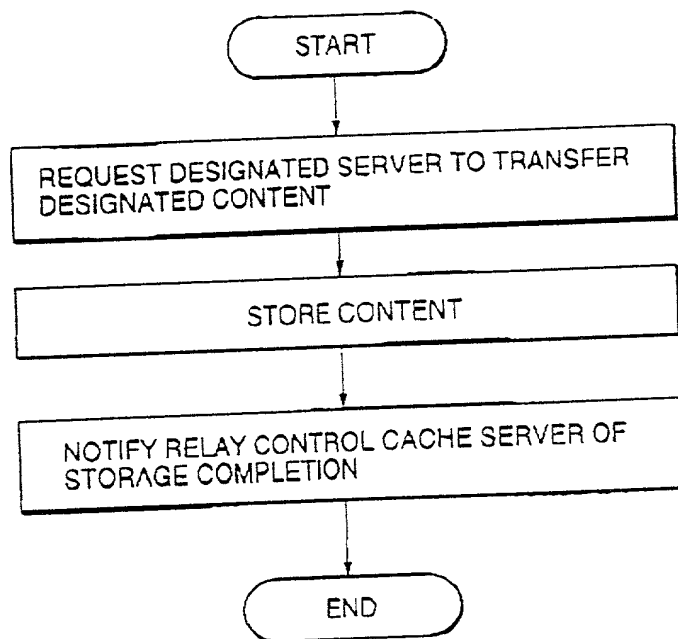 START
REQUEST DESIGNATED SERVER TO TRANSFER
DESIGNATED CONTENT
STORE CONTENT
NOTIFY RELAY CONTROL CACHE SERVER OF
STORAGE COMPLETION
END